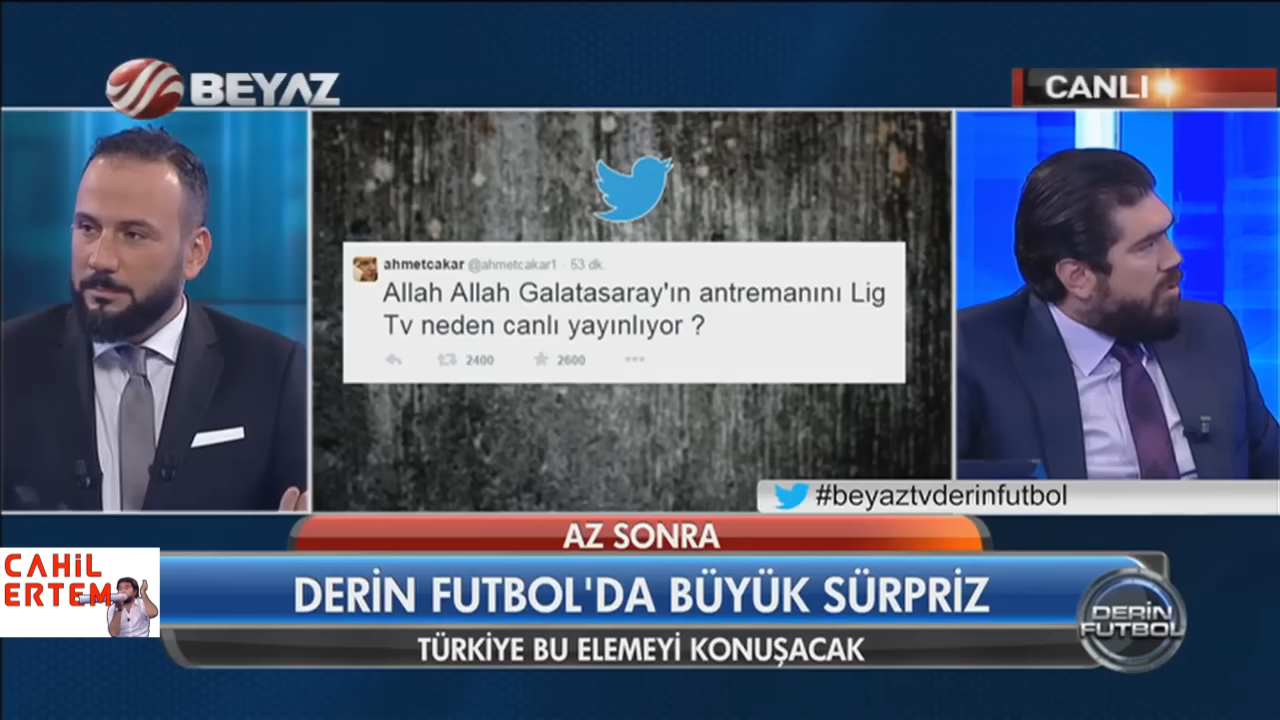 BEYAZ
CANLI
ahmetcakar @ahmetcakar1 · 53 dk.
Allah Allah Galatasaray'ın antremanını Lig
Tv neden canlı yayınlıyor ?
2400 2600
#beyaztvderinfutbol
AZ SONRA
CAHiL
ERTEM
DERİN FUTBOL'DA BÜYÜK SÜRPRİZ
DERİN
FUTBOL
TÜRKİYE BU ELEMEYİ KONUŞACAK